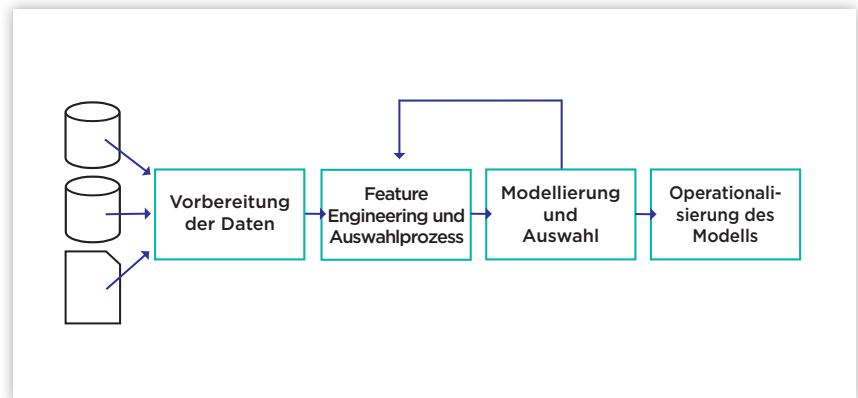 Vorbereitung
der Daten
Feature
Engineering und
Auswahlprozess
Modellierung
und
Auswahl
Operationali-
sierung des
Modells